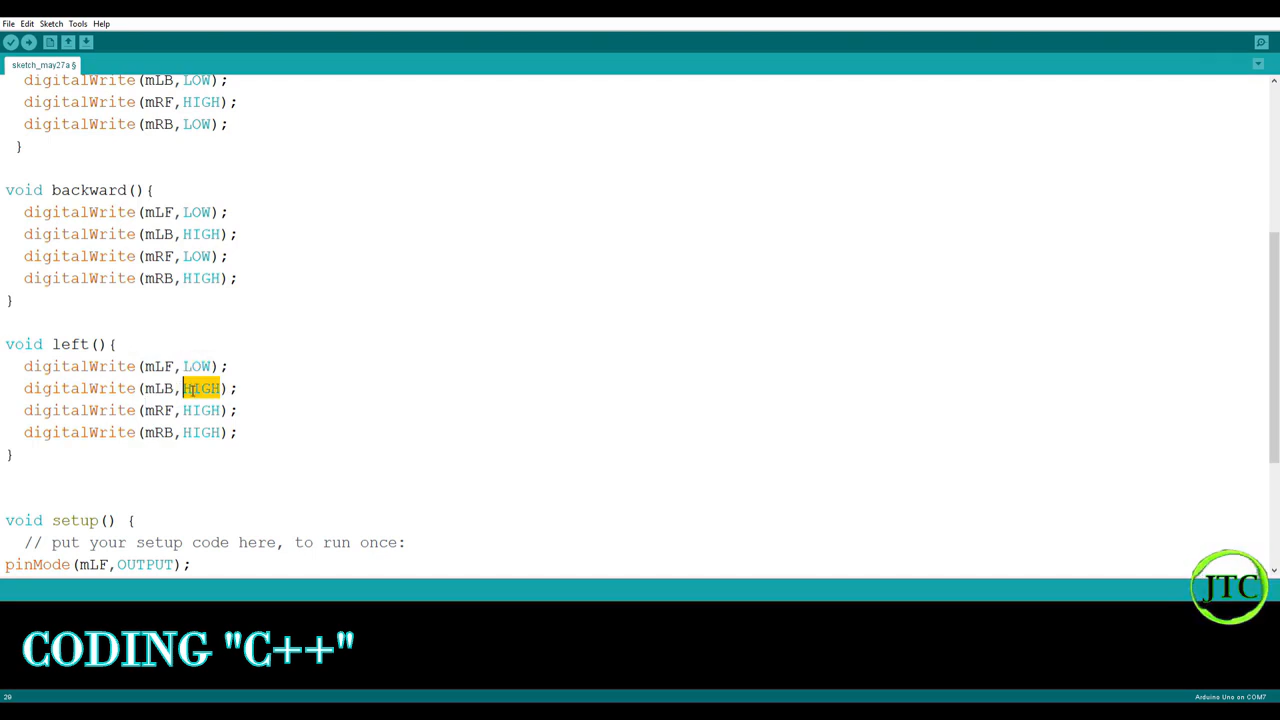 File Edit Sketch Tools Help
sketch_may27a §
digitalWrite(mLB,LOW);
digitalWrite(mRF,HIGH);
digitalWrite(mRB,LOW);
}
void backward(){
digitalWrite(mLF,LOW);
digitalWrite(mLB,HIGH);
digitalWrite(mRF,LOW);
digitalWrite(mRB,HIGH);
}
void left(){
digitalWrite(mLF,LOW);
digitalWrite(mLB,HIGH);
digitalWrite(mRF,HIGH);
digitalWrite(mRB,HIGH);
}
void setup() {
// put your setup code here, to run once:
pinMode(mLF,OUTPUT);
JTC
CODING "C++"
29
Arduino Uno on COM7